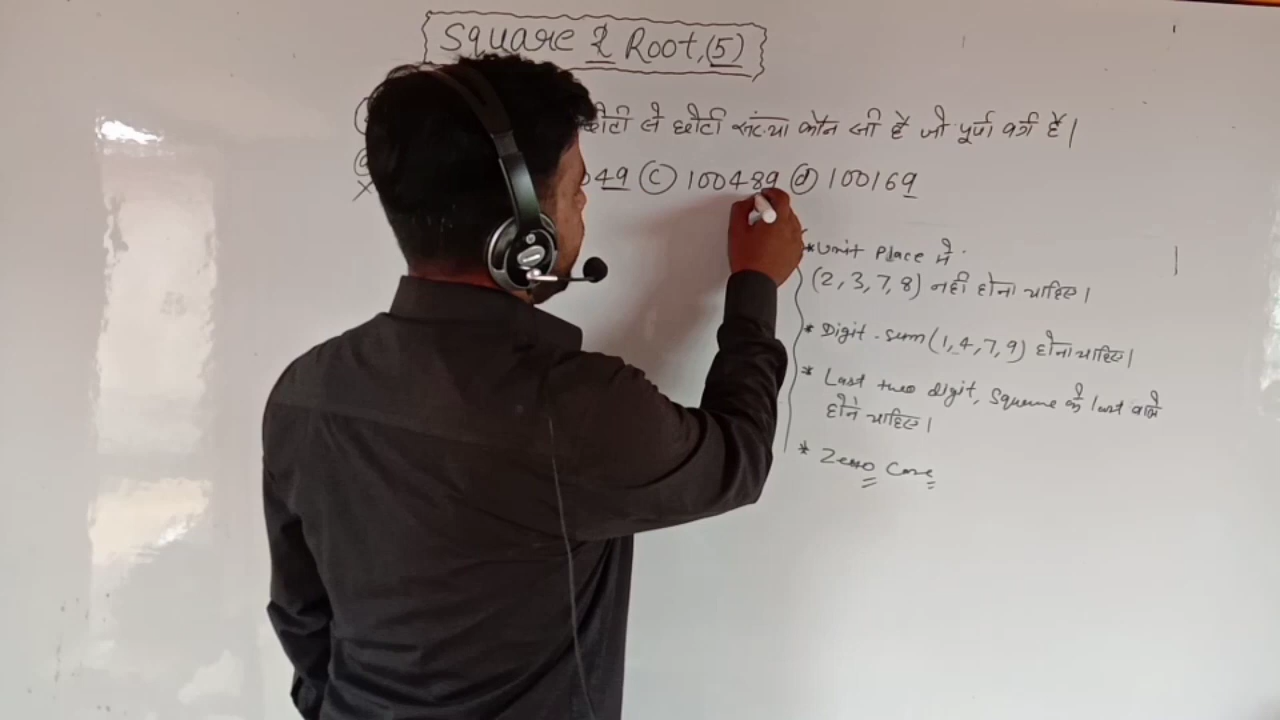 Square & Root, (5)
छोटी से छोटी संख्या कौन सी है जो पूर्ण वर्ग है|
49 (c) 100489 (d) 100169
* Unit Place में
(2, 3, 7, 8) नही होना चाहिए|
* Digit-sum (1, 4, 7, 9) होना चाहिए|
* Last two digit, Square के last वाले
होने चाहिए|
* Zero Case